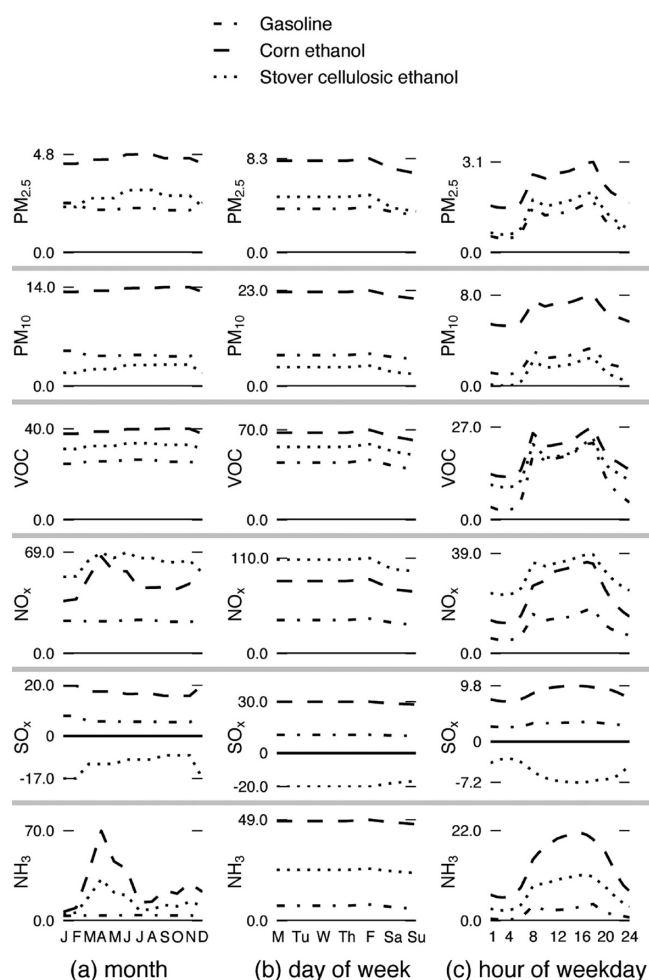 Gasoline
Corn ethanol
Stover cellulosic ethanol
4.8 8.3 3.1
PM2.5 PM2.5 PM2.5
0.0 0.0 0.0
14.0 23.0 8.0
PM10 PM10 PM10
0.0 0.0 0.0
40.0 70.0 27.0
VOC VOC VOC
0.0 0.0 0.0
69.0 110.0 39.0
NOx NOx NOx
0.0 0.0 0.0
20.0 30.0 9.8
SOx SOx SOx
0 0 0
-17.0 -20.0 -7.2
70.0 49.0 22.0
NH3 NH3 NH3
0.0 0.0 0.0
J F M A M J J A S O N D M Tu W Th F Sa Su 1 4 8 12 16 20 24
(a) month (b) day of week (c) hour of weekday